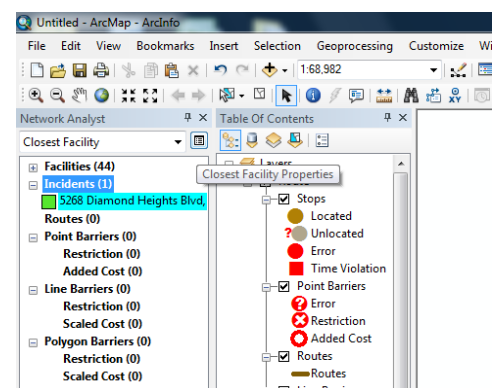 Untitled - ArcMap - ArcInfo
File Edit View Bookmarks Insert Selection Geoprocessing Customize
1:68,982
Network Analyst
Closest Facility
Facilities (44)
Incidents (1)
5268 Diamond Heights Blvd,
Routes (0)
Point Barriers (0)
Restriction (0)
Added Cost (0)
Line Barriers (0)
Restriction (0)
Scaled Cost (0)
Polygon Barriers (0)
Restriction (0)
Scaled Cost (0)
Table Of Contents
Layers
Closest Facility Properties
Stops
Located
? Unlocated
Error
Time Violation
Point Barriers
? Error
Restriction
Added Cost
Routes
Routes